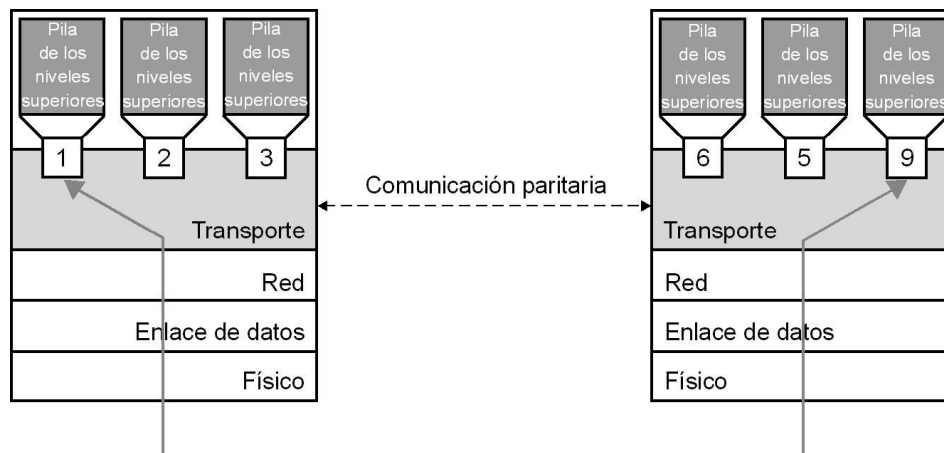 Pila
de los
niveles
superiores
Pila
de los
niveles
superiores
Pila
de los
niveles
superiores
1
2
3
Transporte
Red
Enlace de datos
Físico
Comunicación paritaria
Pila
de los
niveles
superiores
Pila
de los
niveles
superiores
Pila
de los
niveles
superiores
6
5
9
Transporte
Red
Enlace de datos
Físico